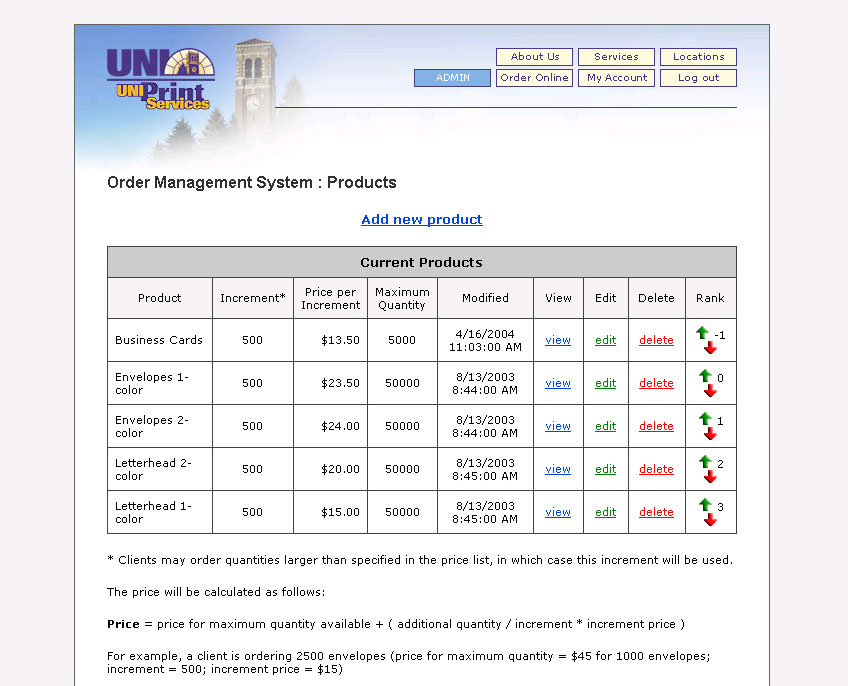 UNI
UNIPrint
Services
About Us Services Locations
ADMIN Order Online My Account Log out
Order Management System : Products
Add new product
Current Products
Product Increment* Price per Increment Maximum Quantity Modified View Edit Delete Rank
Business Cards 500 $13.50 5000 4/16/2004 11:03:00 AM view edit delete -1
Envelopes 1-color 500 $23.50 50000 8/13/2003 8:44:00 AM view edit delete 0
Envelopes 2-color 500 $24.00 50000 8/13/2003 8:44:00 AM view edit delete 1
Letterhead 2-color 500 $20.00 50000 8/13/2003 8:45:00 AM view edit delete 2
Letterhead 1-color 500 $15.00 50000 8/13/2003 8:45:00 AM view edit delete 3
* Clients may order quantities larger than specified in the price list, in which case this increment will be used.
The price will be calculated as follows:
Price = price for maximum quantity available + ( additional quantity / increment * increment price )
For example, a client is ordering 2500 envelopes (price for maximum quantity = $45 for 1000 envelopes;
increment = 500; increment price = $15)